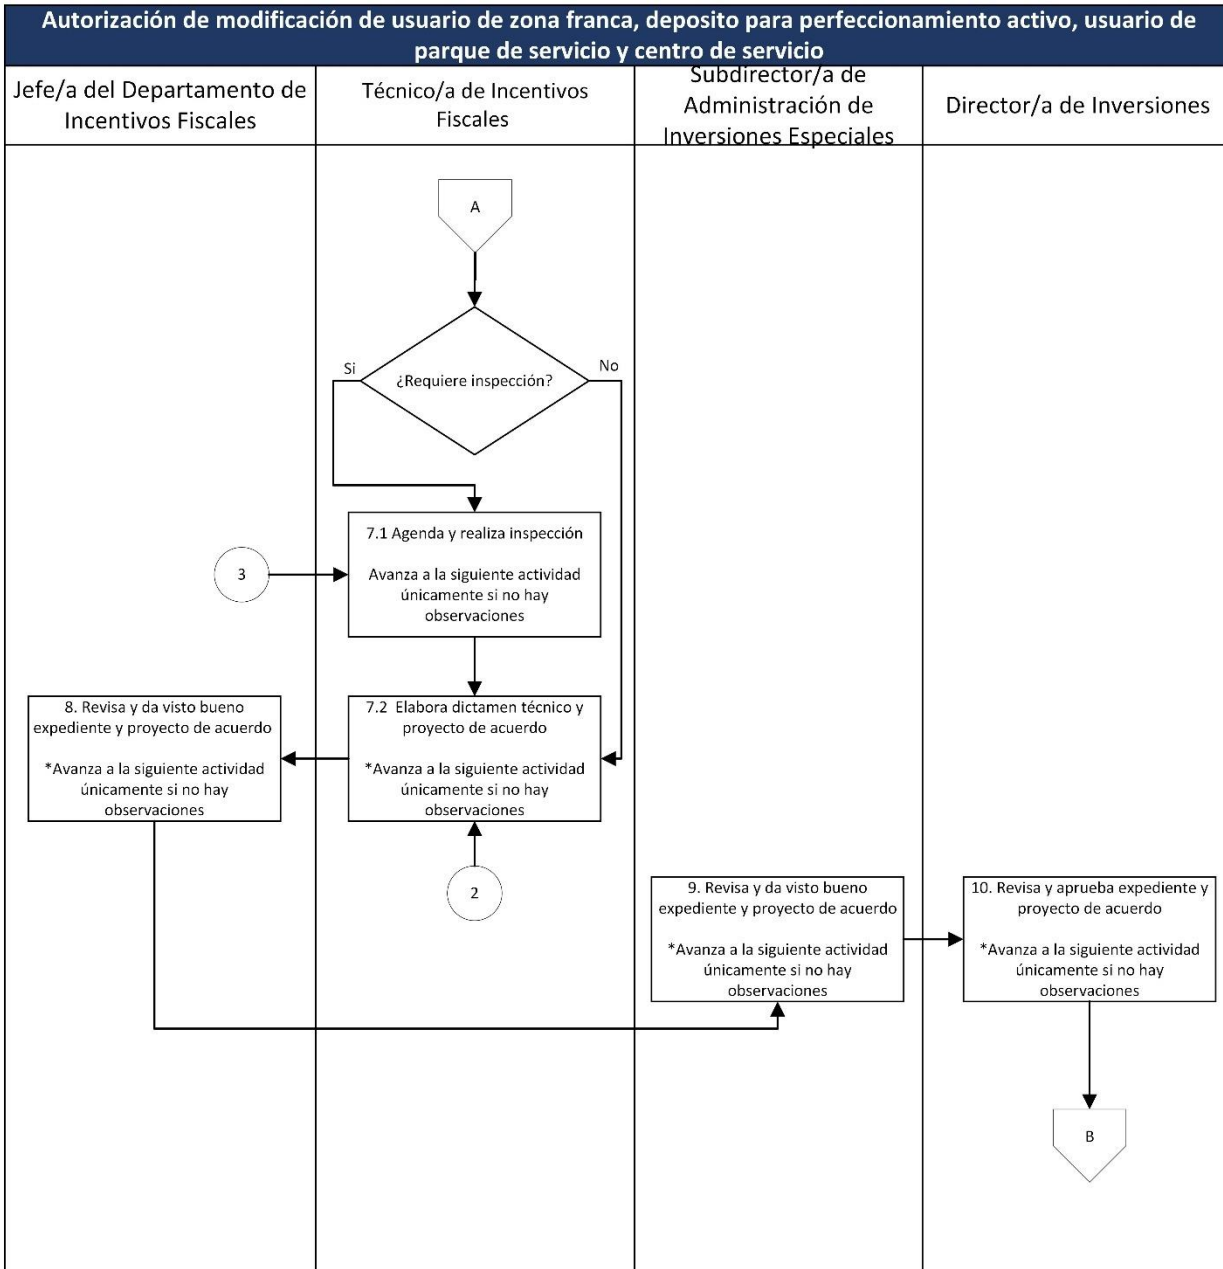 Autorización de modificación de usuario de zona franca, deposito para perfeccionamiento activo, usuario de
parque de servicio y centro de servicio
Jefe/a del Departamento de
Incentivos Fiscales
Técnico/a de Incentivos
Fiscales
Subdirector/a de
Administración de
Inversiones Especiales
Director/a de Inversiones
A
Si
¿Requiere inspección?
No
7.1 Agenda y realiza inspección
Avanza a la siguiente actividad
únicamente si no hay
observaciones
3
8. Revisa y da visto bueno
expediente y proyecto de acuerdo
*Avanza a la siguiente actividad
únicamente si no hay
observaciones
7.2 Elabora dictamen técnico y
proyecto de acuerdo
*Avanza a la siguiente actividad
únicamente si no hay
observaciones
2
9. Revisa y da visto bueno
expediente y proyecto de acuerdo
*Avanza a la siguiente actividad
únicamente si no hay
observaciones
10. Revisa y aprueba expediente y
proyecto de acuerdo
*Avanza a la siguiente actividad
únicamente si no hay
observaciones
B